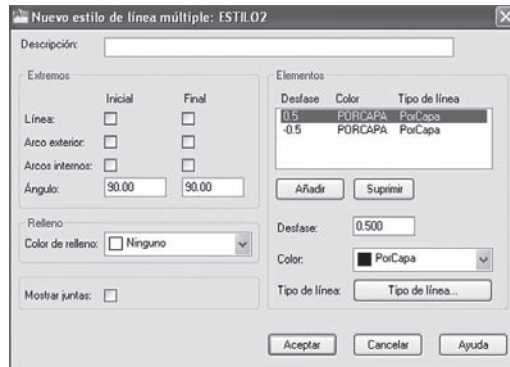 Nuevo estilo de línea múltiple: ESTILO2
Descripción:
Extremos
Inicial Final
Línea:
Arco exterior:
Arcos internos:
Ángulo: 90.00 90.00
Relleno
Color de relleno: Ninguno
Mostrar juntas:
Elementos
Desfase Color Tipo de línea
0.5 PORCAPA PorCapa
-0.5 PORCAPA PorCapa
Añadir Suprimir
Desfase: 0.500
Color: PorCapa
Tipo de línea: Tipo de línea...
Aceptar Cancelar Ayuda